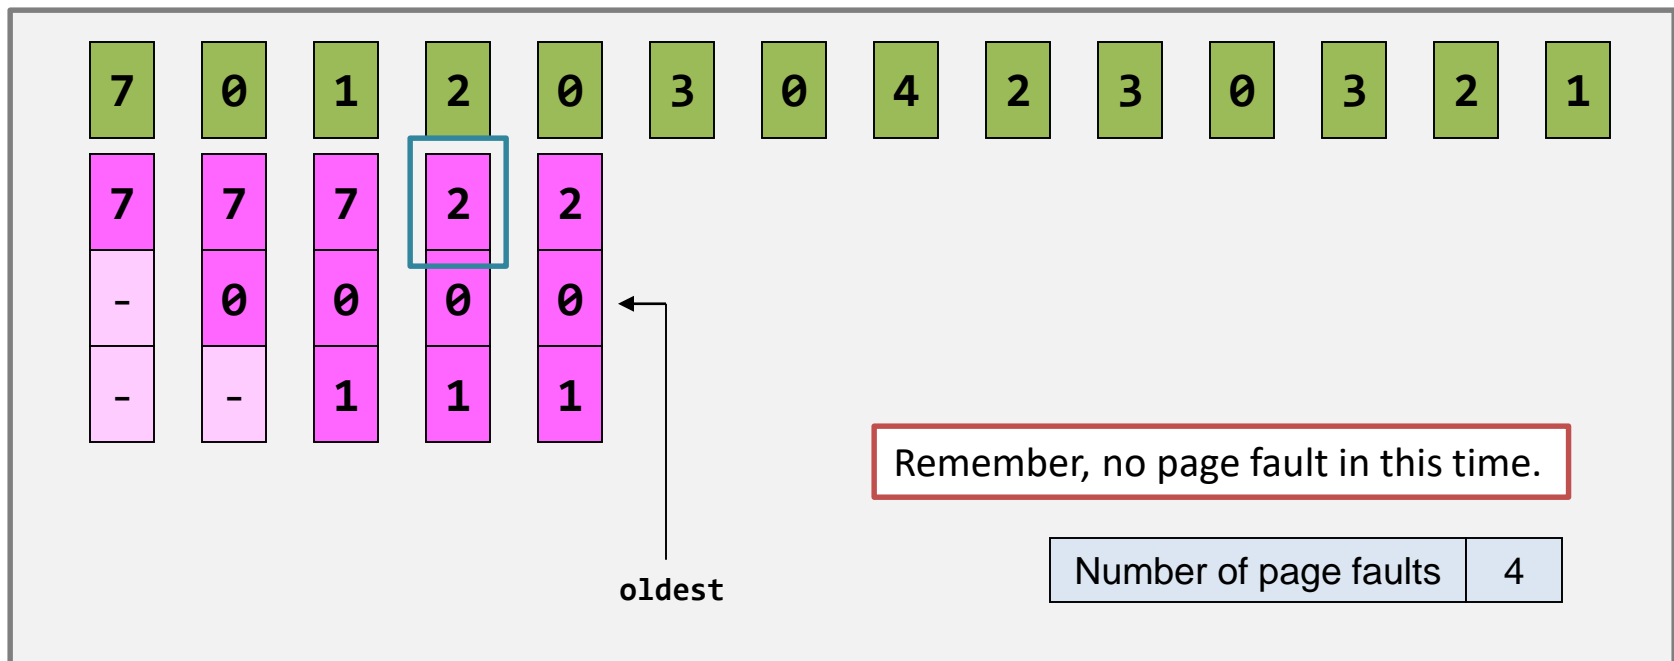 7 0 1 2 0 3 0 4 2 3 0 3 2 1
7 7 7 2 2
- 0 0 0 0
- - 1 1 1
Remember, no page fault in this time.
Number of page faults 4
oldest